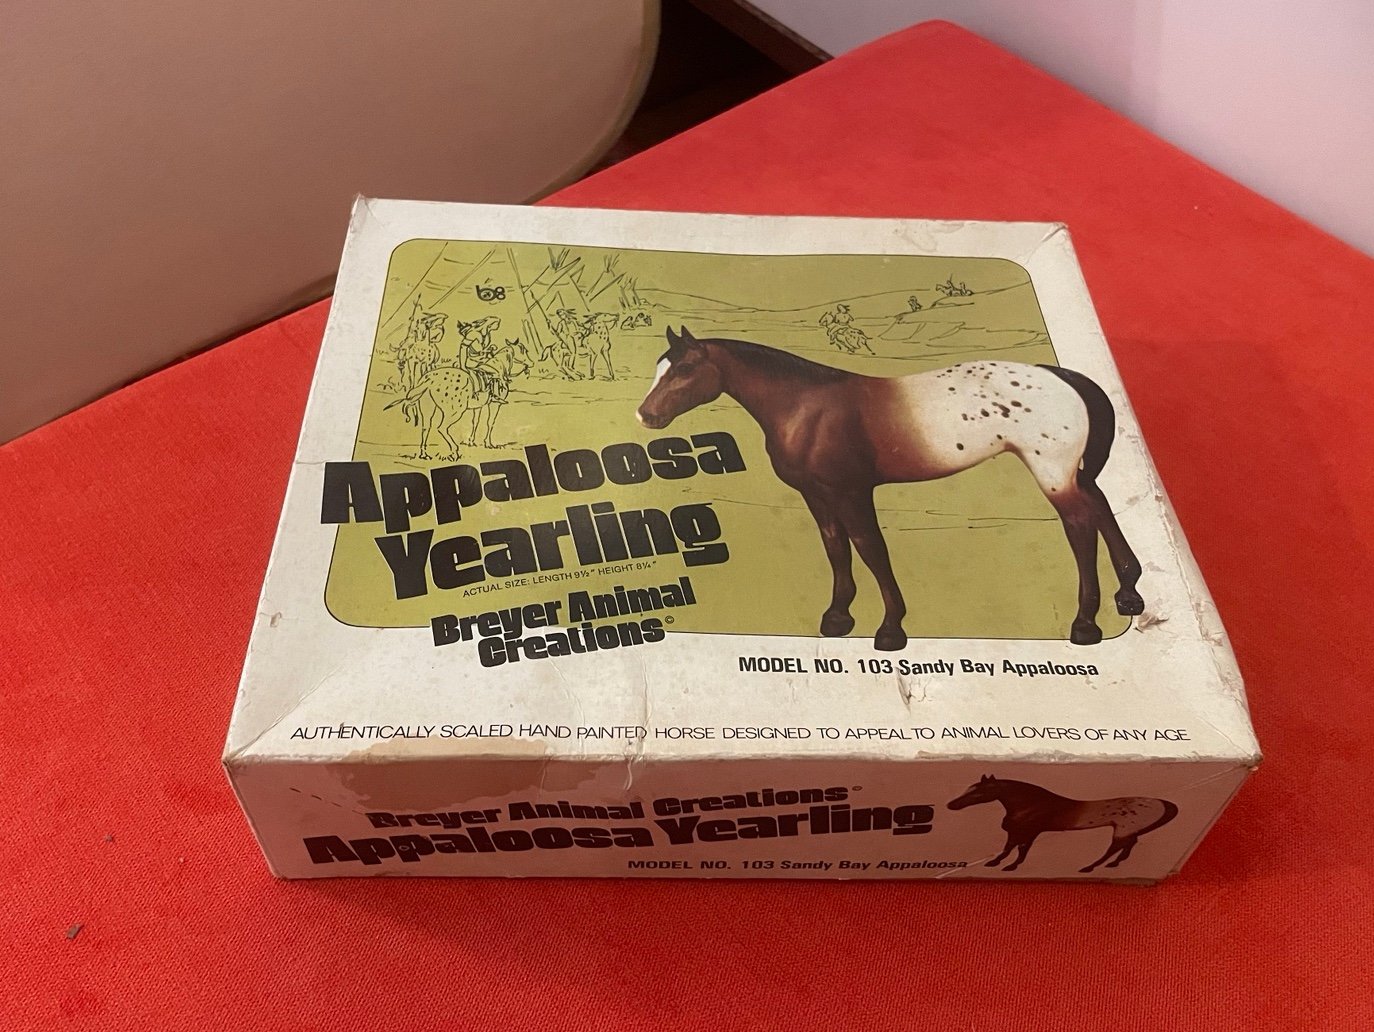 Appaloosa
Yearling
ACTUAL SIZE: LENGTH 9½" HEIGHT 8¼"
Breyer Animal
Creations©
MODEL NO. 103 Sandy Bay Appaloosa
AUTHENTICALLY SCALED HAND PAINTED HORSE DESIGNED TO APPEAL TO ANIMAL LOVERS OF ANY AGE
Breyer Animal Creations©
Appaloosa Yearling
MODEL NO. 103 Sandy Bay Appaloosa